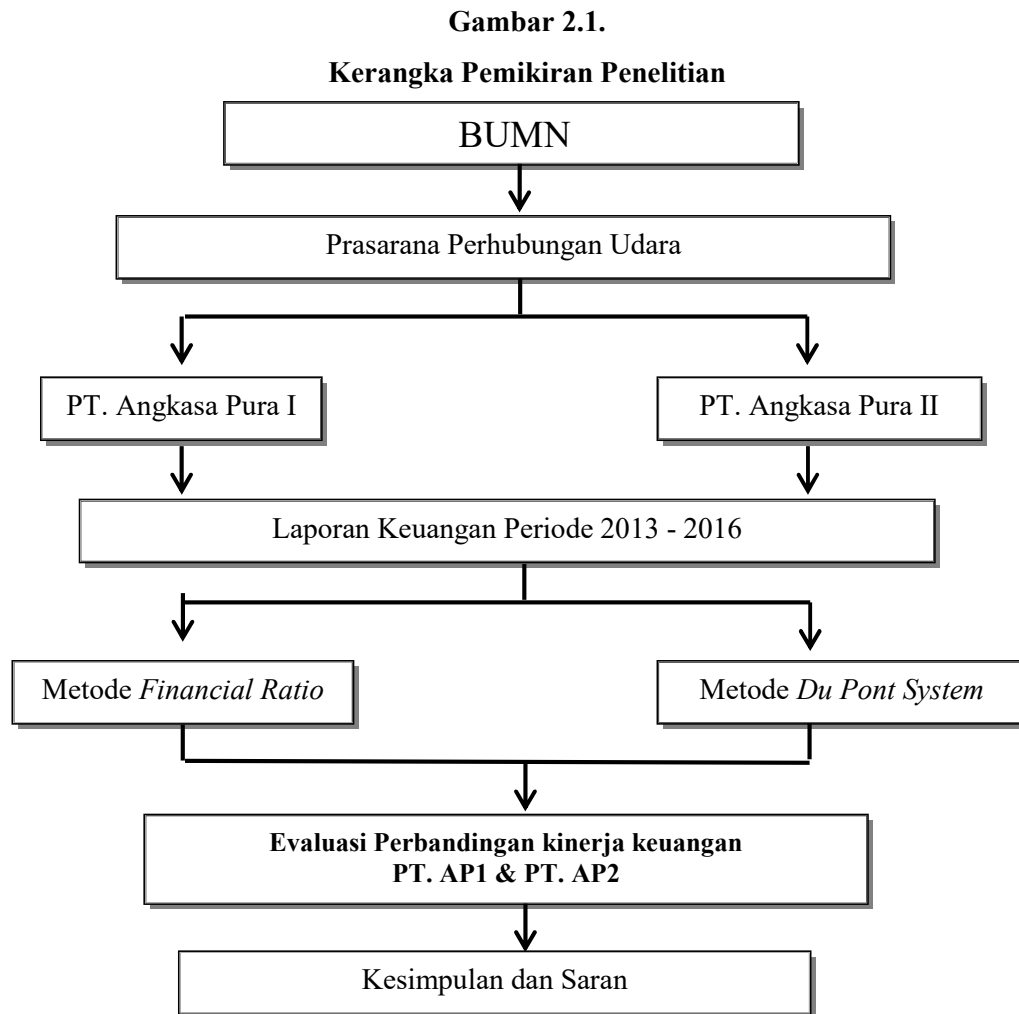 Gambar 2.1.
Kerangka Pemikiran Penelitian
BUMN
Prasarana Perhubungan Udara
PT. Angkasa Pura I
PT. Angkasa Pura II
Laporan Keuangan Periode 2013 - 2016
Metode Financial Ratio
Metode Du Pont System
Evaluasi Perbandingan kinerja keuangan
PT. AP1 & PT. AP2
Kesimpulan dan Saran